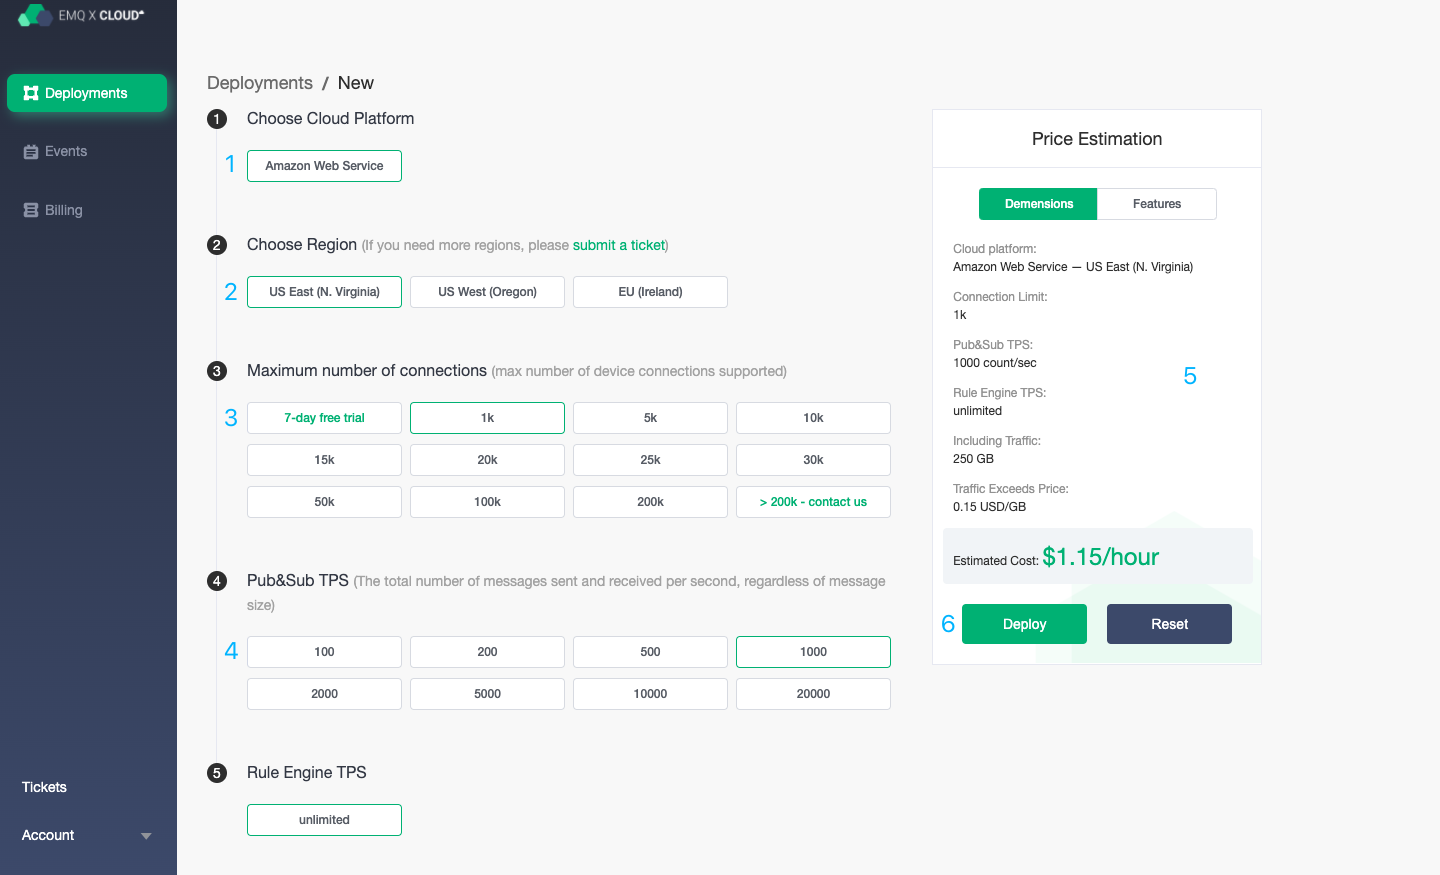 EMQ X CLOUD
Deployments
Events
Billing
Tickets
Account
Deployments / New
1 Choose Cloud Platform
1 Amazon Web Service
2 Choose Region (If you need more regions, please submit a ticket)
2 US East (N. Virginia) US West (Oregon) EU (Ireland)
3 Maximum number of connections (max number of device connections supported)
3 7-day free trial 1k 5k 10k
15k 20k 25k 30k
50k 100k 200k > 200k - contact us
4 Pub&Sub TPS (The total number of messages sent and received per second, regardless of message
size)
4 100 200 500 1000
2000 5000 10000 20000
5 Rule Engine TPS
unlimited
Price Estimation
Demensions Features
Cloud platform:
Amazon Web Service — US East (N. Virginia)
Connection Limit:
1k
Pub&Sub TPS:
1000 count/sec
5
Rule Engine TPS:
unlimited
Including Traffic:
250 GB
Traffic Exceeds Price:
0.15 USD/GB
Estimated Cost: $1.15/hour
6 Deploy Reset